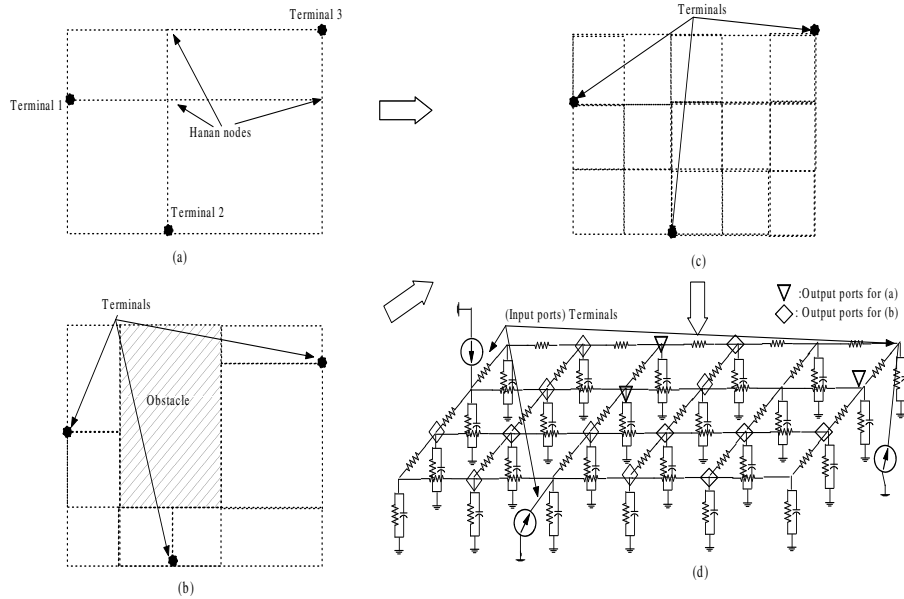 Terminal 3
Terminal 1
Hanan nodes
Terminal 2
(a)
Terminals
(c)
Terminals
Obstacle
(b)
:Output ports for (a)
: Output ports for (b)
(Input ports) Terminals
(d)